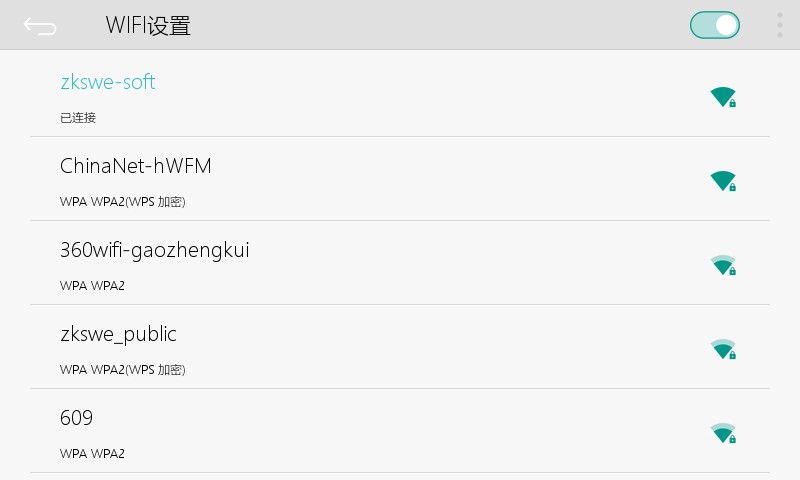 WIFI设置
zkswe-soft
已连接
ChinaNet-hWFM
WPA WPA2(WPS 加密)
360wifi-gaozhengkui
WPA WPA2
zkswe_public
WPA WPA2(WPS 加密)
609
WPA WPA2